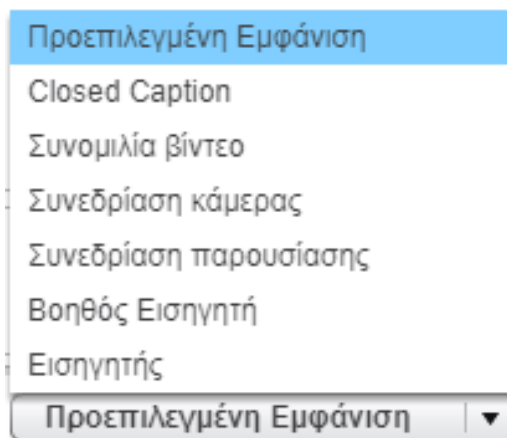 Προεπιλεγμένη Εμφάνιση
Closed Caption
Συνομιλία βίντεο
Συνεδρίαση κάμερας
Συνεδρίαση παρουσίασης
Βοηθός Εισηγητή
Εισηγητής
Προεπιλεγμένη Εμφάνιση